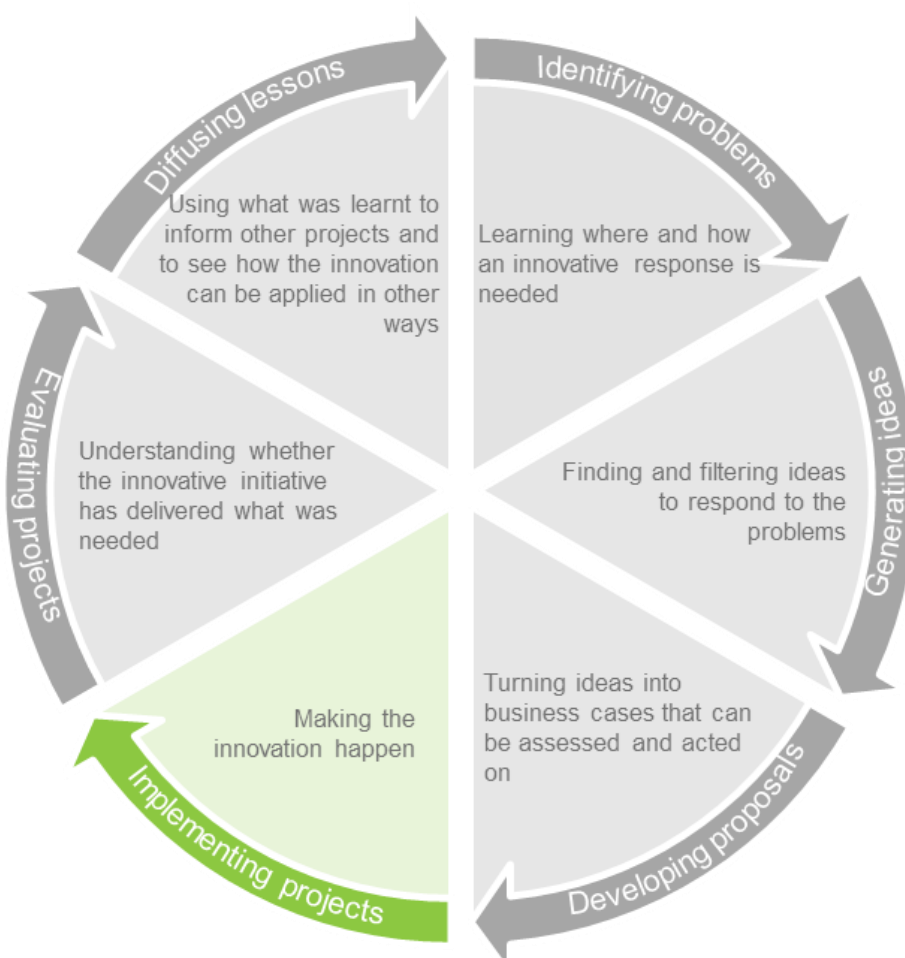 Identifying problems
Learning where and how
an innovative response is
needed
Generating ideas
Finding and filtering ideas
to respond to the
problems
Developing proposals
Turning ideas into
business cases that can
be assessed and acted
on
Implementing projects
Making the
innovation happen
Evaluating projects
Understanding whether
the innovative initiative
has delivered what was
needed
Diffusing lessons
Using what was learnt to
inform other projects and
to see how the innovation
can be applied in other
ways